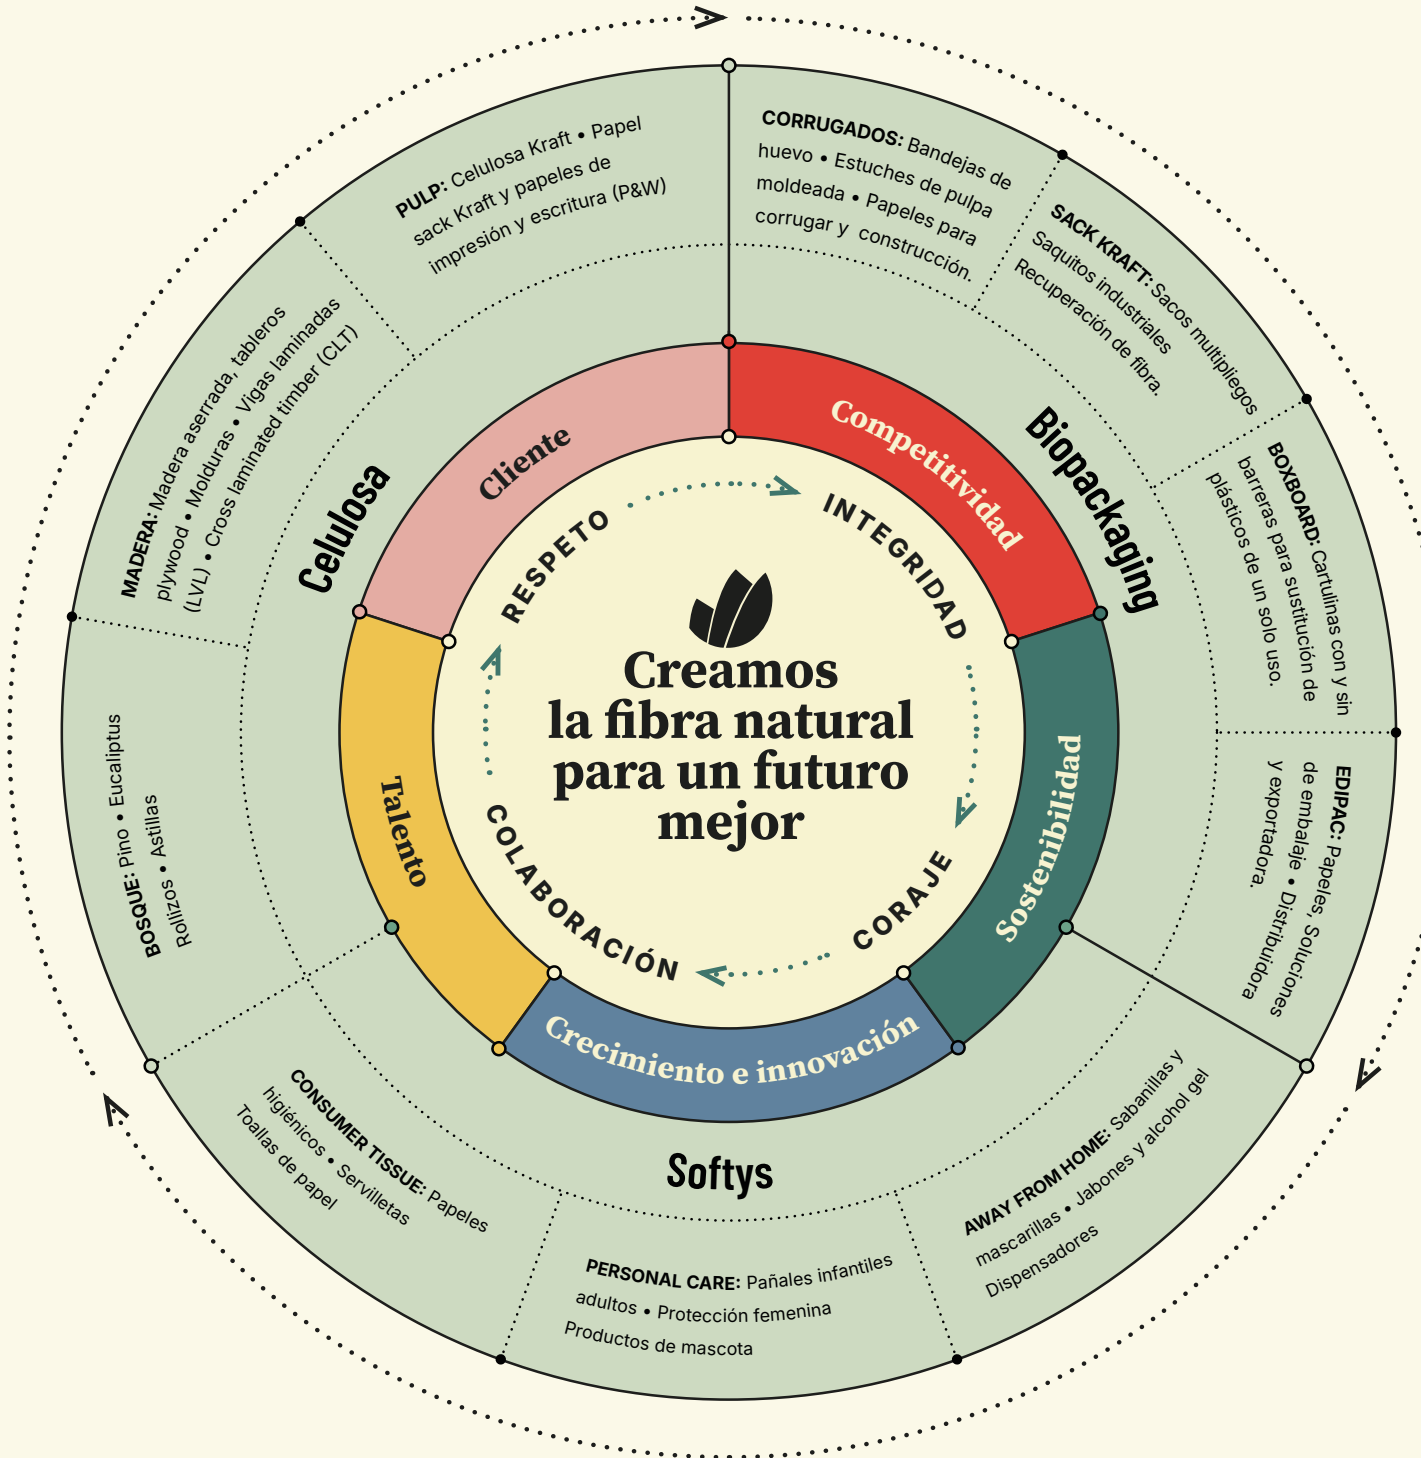 CORRUGADOS: Bandejas de
huevo • Estuches de pulpa
moldeada • Papeles para
corrugar y construcción.
SACK KRAFT: Sacos multipliegos
Saquitos industriales
Recuperación de fibra.
BOXBOARD: Cartulinas con y sin
barreras para sustitución de
plásticos de un solo uso.
EDIPAC: Papeles, Soluciones
de embalaje • Distribuidora
y exportadora.
Biopackaging
AWAY FROM HOME: Sabanillas y
mascarillas • Jabones y alcohol gel
Dispensadores
PERSONAL CARE: Pañales infantiles
adultos • Protección femenina
Productos de mascota
CONSUMER TISSUE: Papeles
higiénicos • Servilletas
Toallas de papel
Softys
BOSQUE: Pino • Eucaliptus
Rollizos • Astillas
MADERA: Madera aserrada, tableros
plywood • Molduras • Vigas laminadas
(LVL) • Cross laminated timber (CLT)
PULP: Celulosa Kraft • Papel
sack Kraft y papeles de
impresión y escritura (P&W)
Celulosa
Competitividad
Sostenibilidad
Crecimiento e innovación
Talento
Cliente
INTEGRIDAD
CORAJE
COLABORACIÓN
RESPETO
Creamos
la fibra natural
para un futuro
mejor